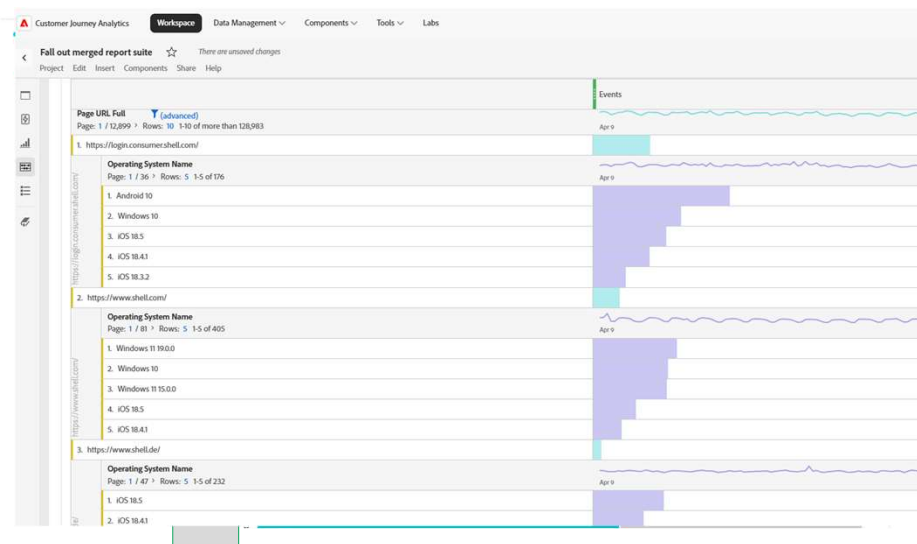 Customer Journey Analytics Workspace Data Management Components Tools Labs
Fall out merged report suite There are unsaved changes
Project Edit Insert Components Share Help
Events
Page URL Full (advanced)
Page: 1 / 12,899 > Rows: 10 1-10 of more than 128,983
Apr 9
1. https://login.consumer.shell.com/
Operating System Name
Page: 1 / 36 > Rows: 5 1-5 of 176
Apr 9
https://login.consumer.shell.com/
1. Android 10
2. Windows 10
3. iOS 18.5
4. iOS 18.4.1
5. iOS 18.3.2
2. https://www.shell.com/
Operating System Name
Page: 1 / 81 > Rows: 5 1-5 of 405
Apr 9
https://www.shell.com/
1. Windows 11 19.0.0
2. Windows 10
3. Windows 11 15.0.0
4. iOS 18.5
5. iOS 18.4.1
3. https://www.shell.de/
Operating System Name
Page: 1 / 47 > Rows: 5 1-5 of 232
Apr 9
1. iOS 18.5
2. iOS 18.4.1